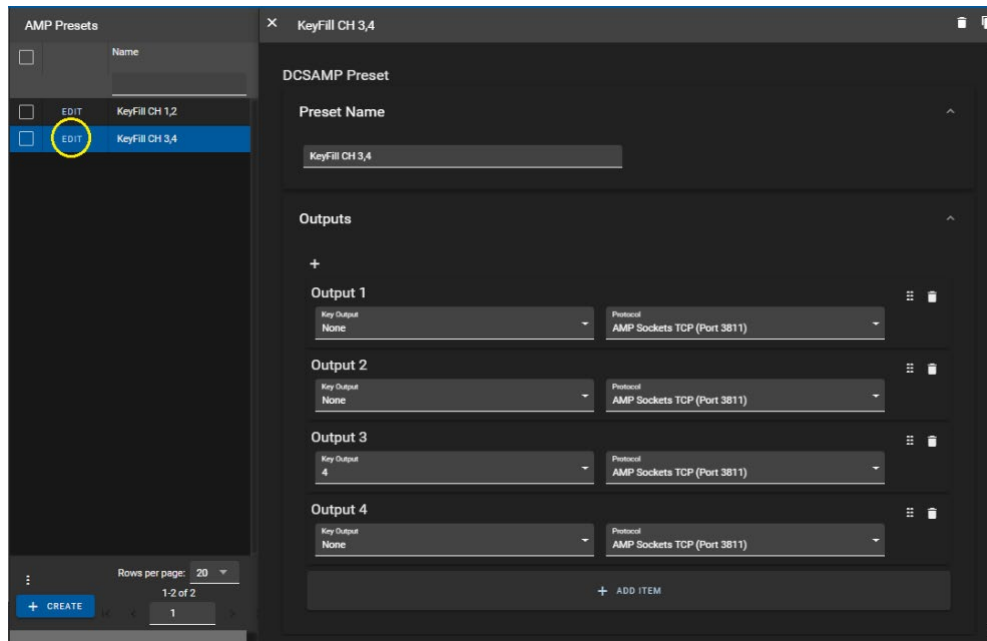 AMP Presets
Name
EDIT KeyFill CH 1,2
EDIT KeyFill CH 3,4
Rows per page: 20
1-2 of 2
+ CREATE
1
× KeyFill CH 3,4
DCSAMP Preset
Preset Name
KeyFill CH 3,4
Outputs
+
Output 1
Key Output
None
Protocol
AMP Sockets TCP (Port 3811)
Output 2
Key Output
None
Protocol
AMP Sockets TCP (Port 3811)
Output 3
Key Output
4
Protocol
AMP Sockets TCP (Port 3811)
Output 4
Key Output
None
Protocol
AMP Sockets TCP (Port 3811)
+ ADD ITEM